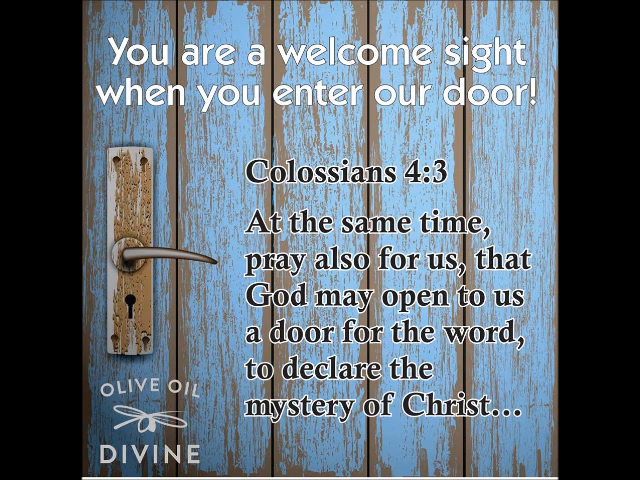 You are a welcome sight
when you enter our door!
Colossians 4:3
At the same time,
pray also for us, that
God may open to us
a door for the word,
to declare the
mystery of Christ...
OLIVE OIL
DIVINE